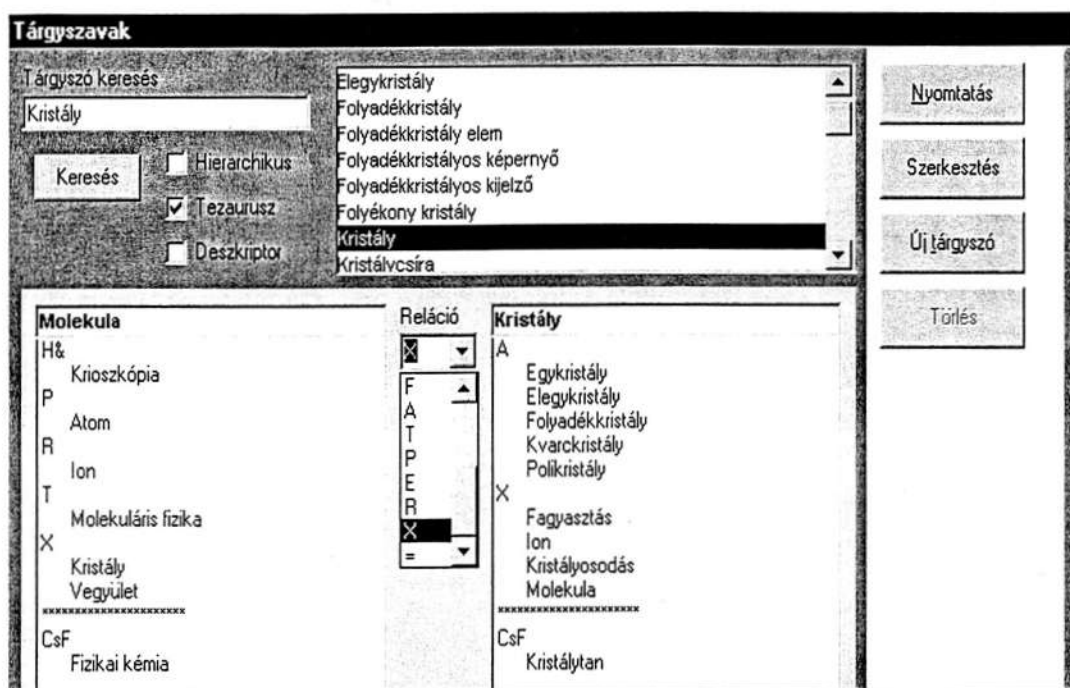 Tárgyszavak
Tárgyszó keresés
Kristály
Keresés
Hierarchikus
Tezaurusz
Deszkriptor
Elegykristály
Folyadékkristály
Folyadékkristály elem
Folyadékkristályos képernyő
Folyadékkristályos kijelző
Folyékony kristály
Kristály
Kristálycsíra
Nyomtatás
Szerkesztés
Új tárgyszó
Törlés
Molekula
H&
Krioszkópia
P
Atom
R
Ion
T
Molekuláris fizika
X
Kristály
Vegyület
**********************
CsF
Fizikai kémia
Reláció
X
F
A
T
P
E
R
X
=
Kristály
A
Egykristály
Elegykristály
Folyadékkristály
Kvarckristály
Polikristály
X
Fagyasztás
Ion
Kristályosodás
Molekula
**********************
CsF
Kristálytan